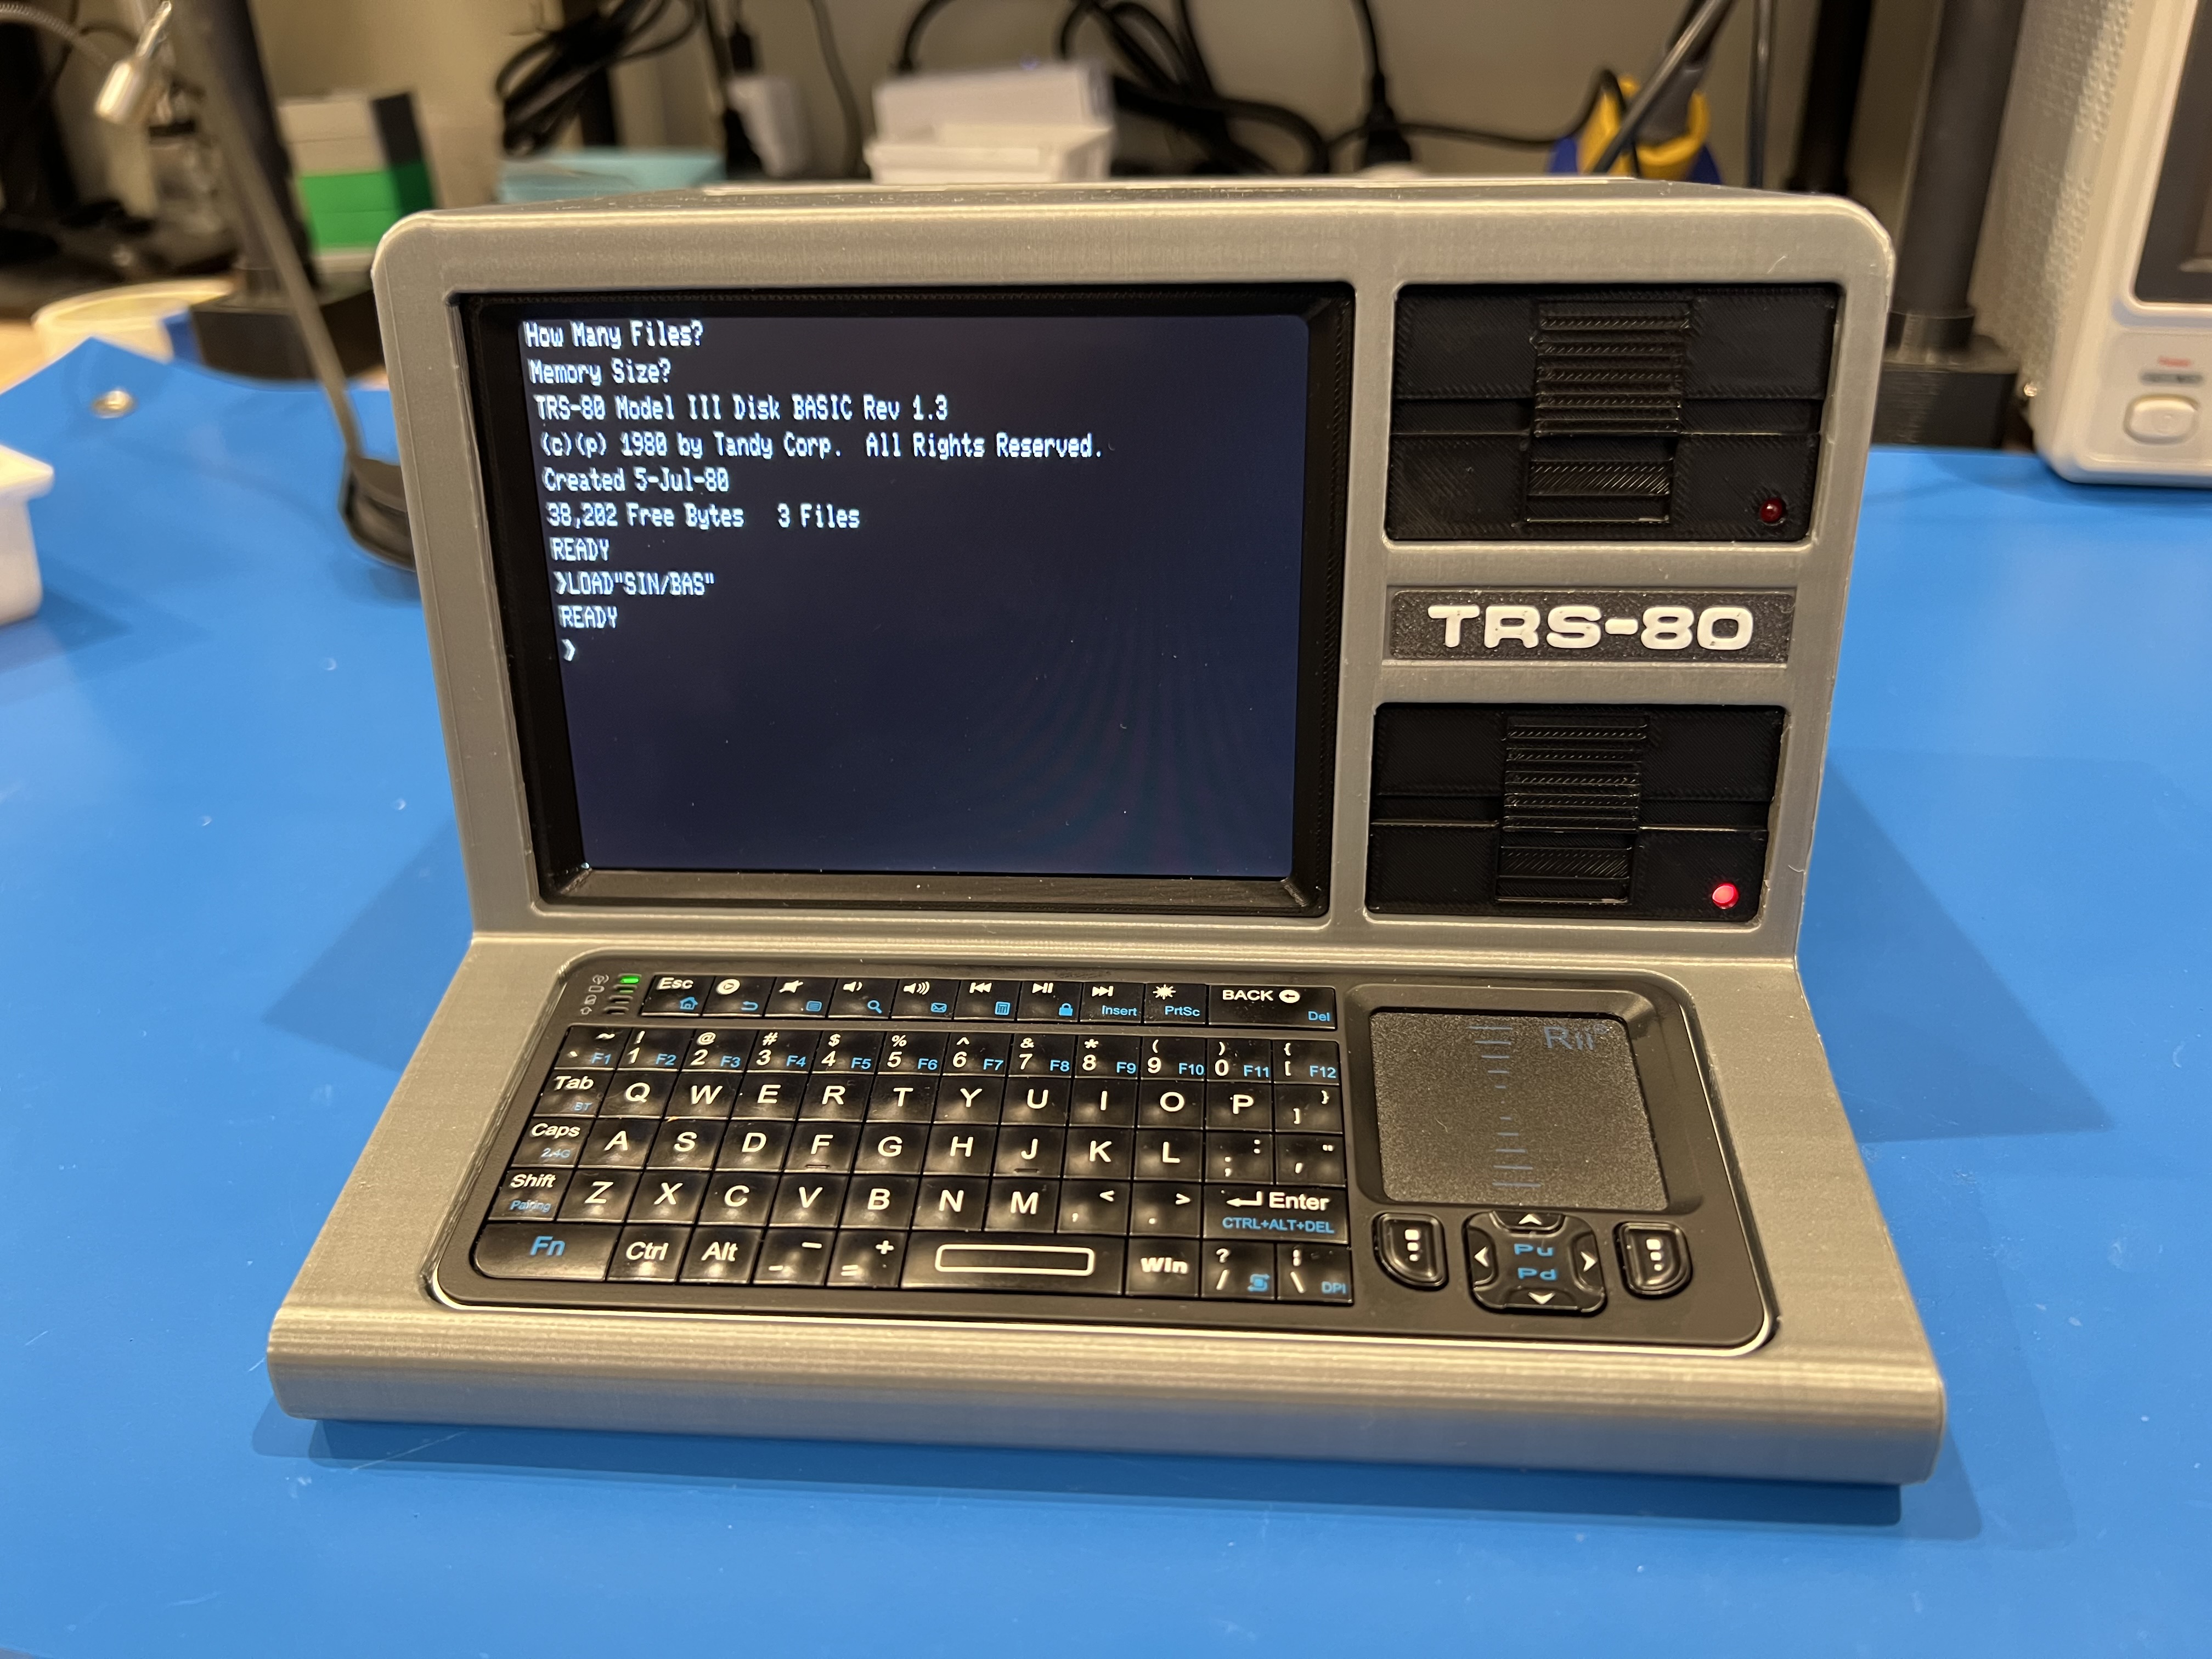 How Many Files?
Memory Size?
TRS-80 Model III Disk BASIC Rev 1.3
(c)(p) 1980 by Tandy Corp.  All Rights Reserved.
Created 5-Jul-80
38,202 Free Bytes   3 Files
READY
>LOAD"SIN/BAS"
READY
>
TRS-80
Esc BACK
Insert PrtSc Del
~ ! @ # $ % ^ & * ( ) {
` F1 1 F2 2 F3 3 F4 4 F5 5 F6 6 F7 7 F8 8 F9 9 F10 0 F11 [ F12
Tab Q W E R T Y U I O P ] }
BT
Caps A S D F G H J K L ; : ' "
2.4G
Shift Z X C V B N M , < . > Enter
Pairing CTRL+ALT+DEL
Fn Ctrl Alt _ - = + Win ? / \ DPI
Rii
Pu
Pd